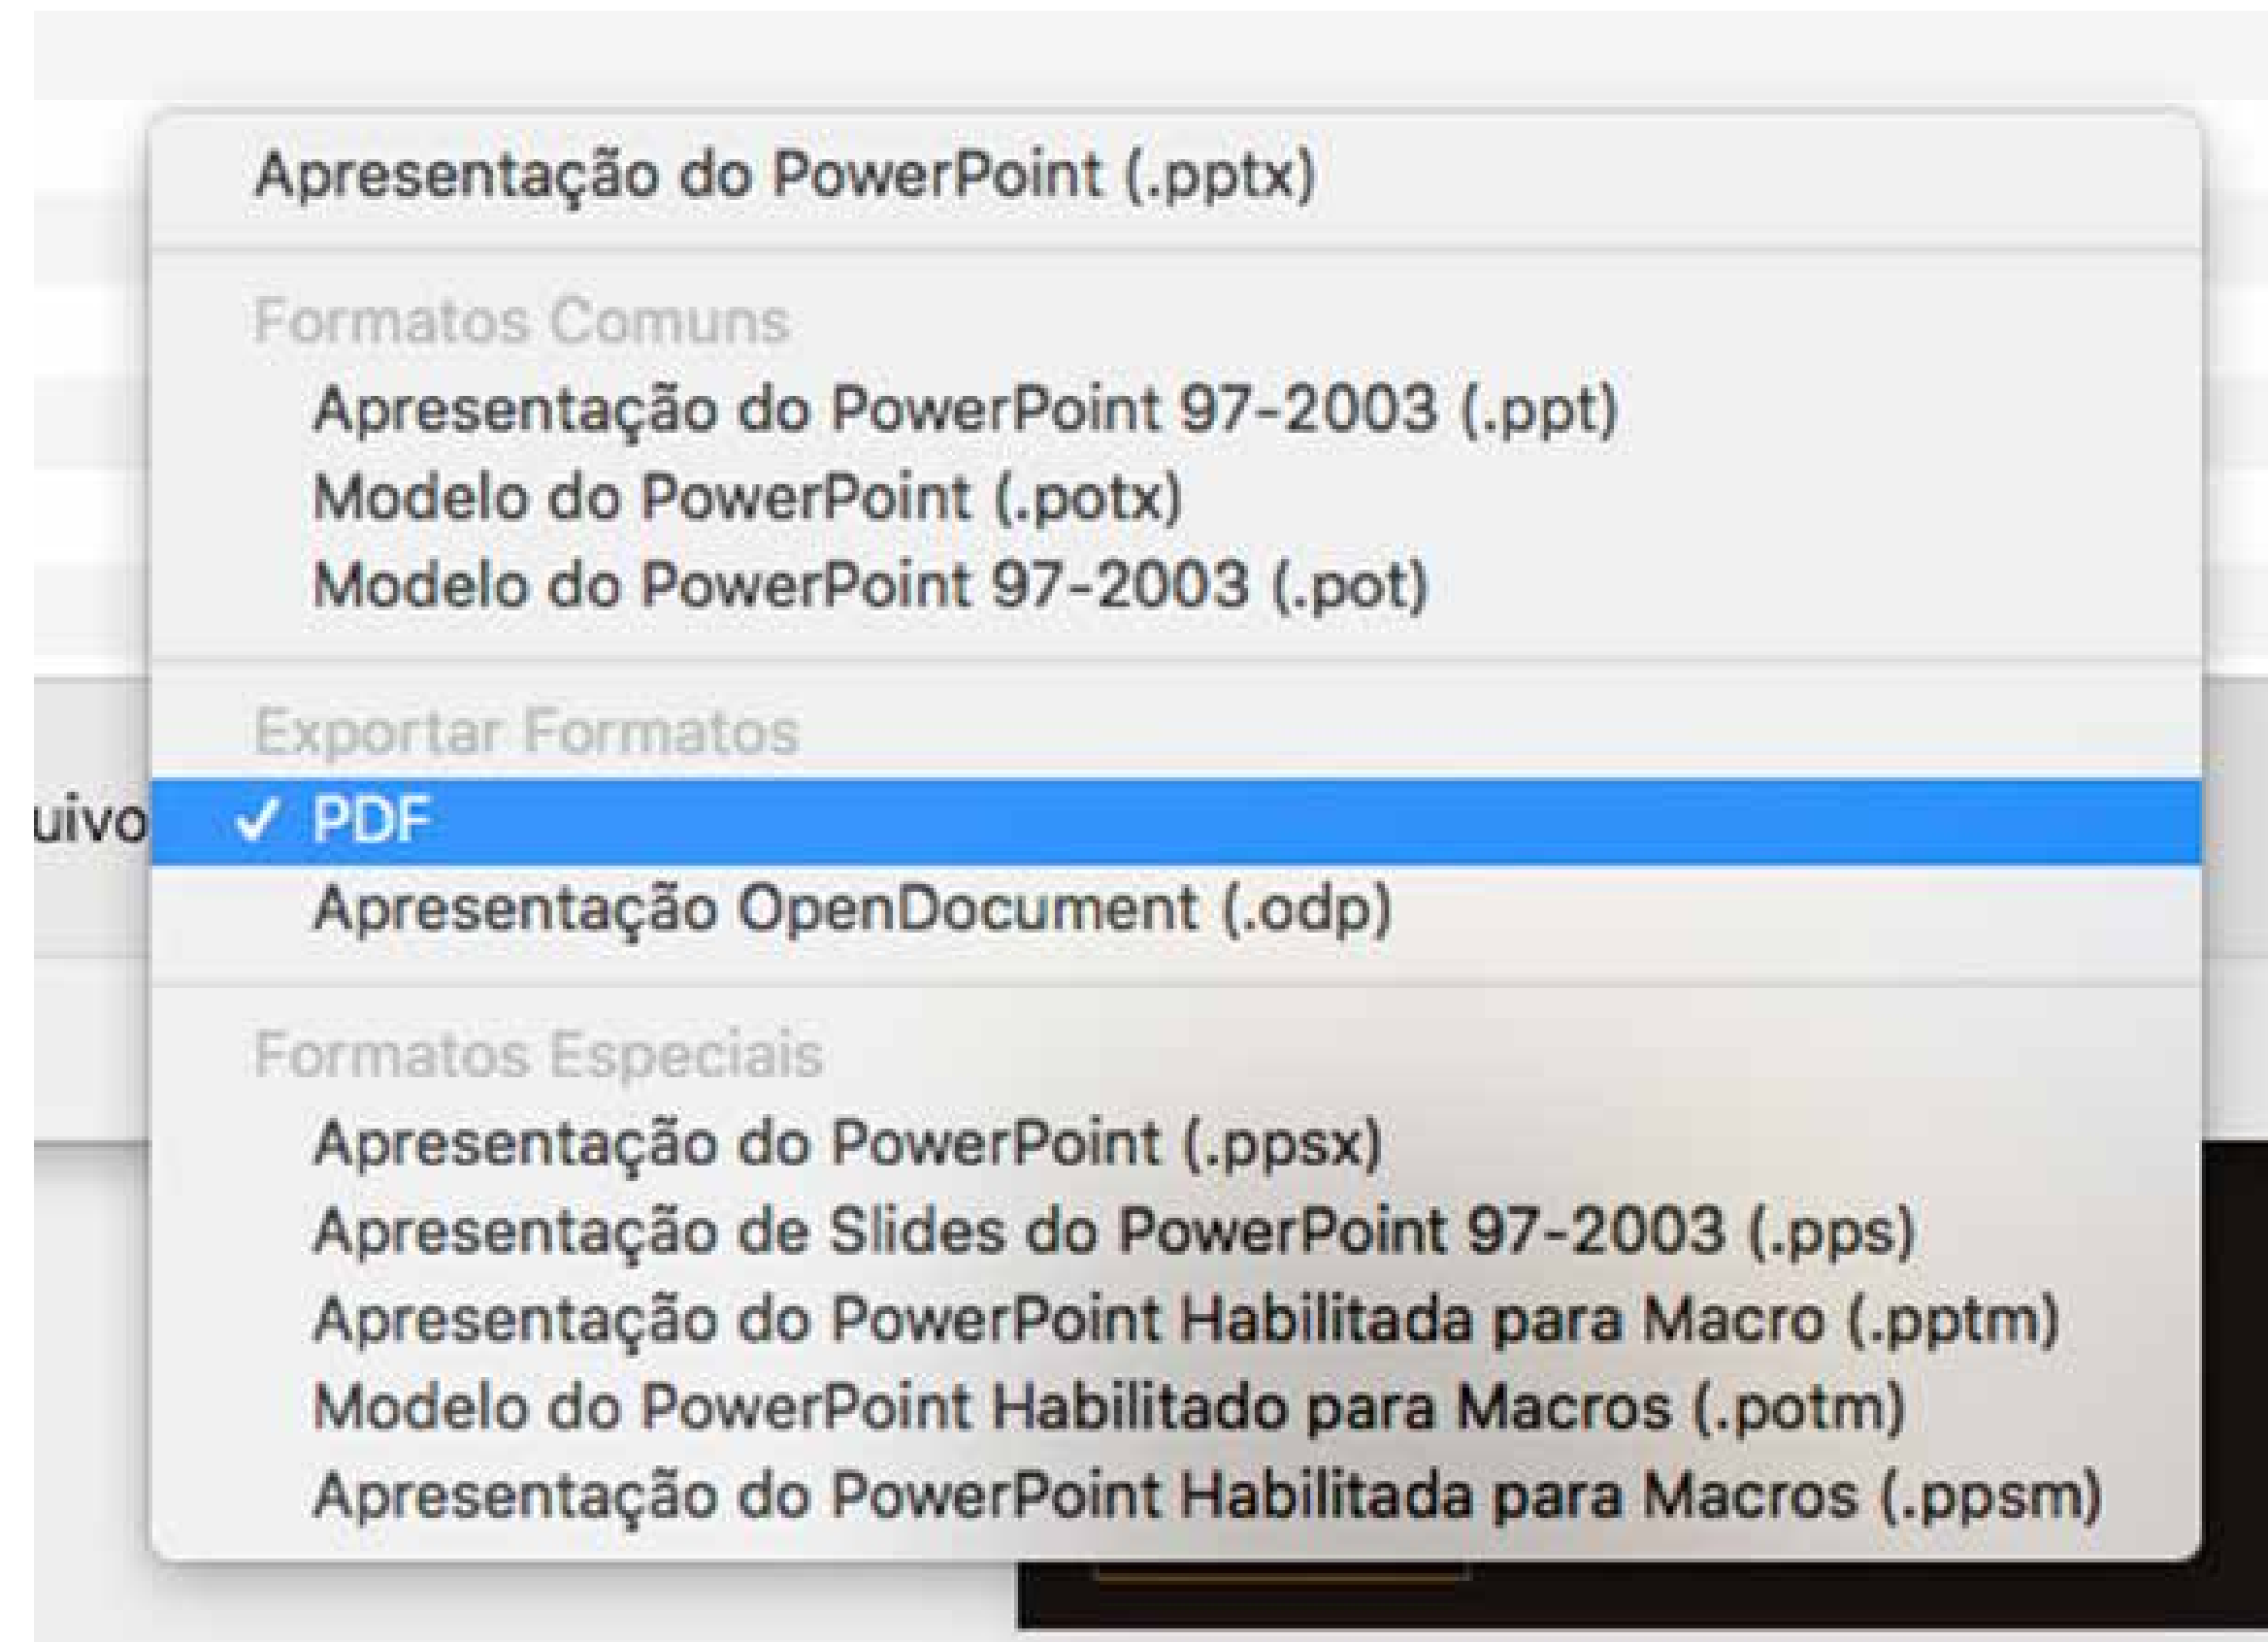 Apresentação do PowerPoint (.pptx)
Formatos Comuns
Apresentação do PowerPoint 97-2003 (.ppt)
Modelo do PowerPoint (.potx)
Modelo do PowerPoint 97-2003 (.pot)
Exportar Formatos
uivo ✓ PDF
Apresentação OpenDocument (.odp)
Formatos Especiais
Apresentação do PowerPoint (.ppsx)
Apresentação de Slides do PowerPoint 97-2003 (.pps)
Apresentação do PowerPoint Habilitada para Macro (.pptm)
Modelo do PowerPoint Habilitado para Macros (.potm)
Apresentação do PowerPoint Habilitada para Macros (.ppsm)